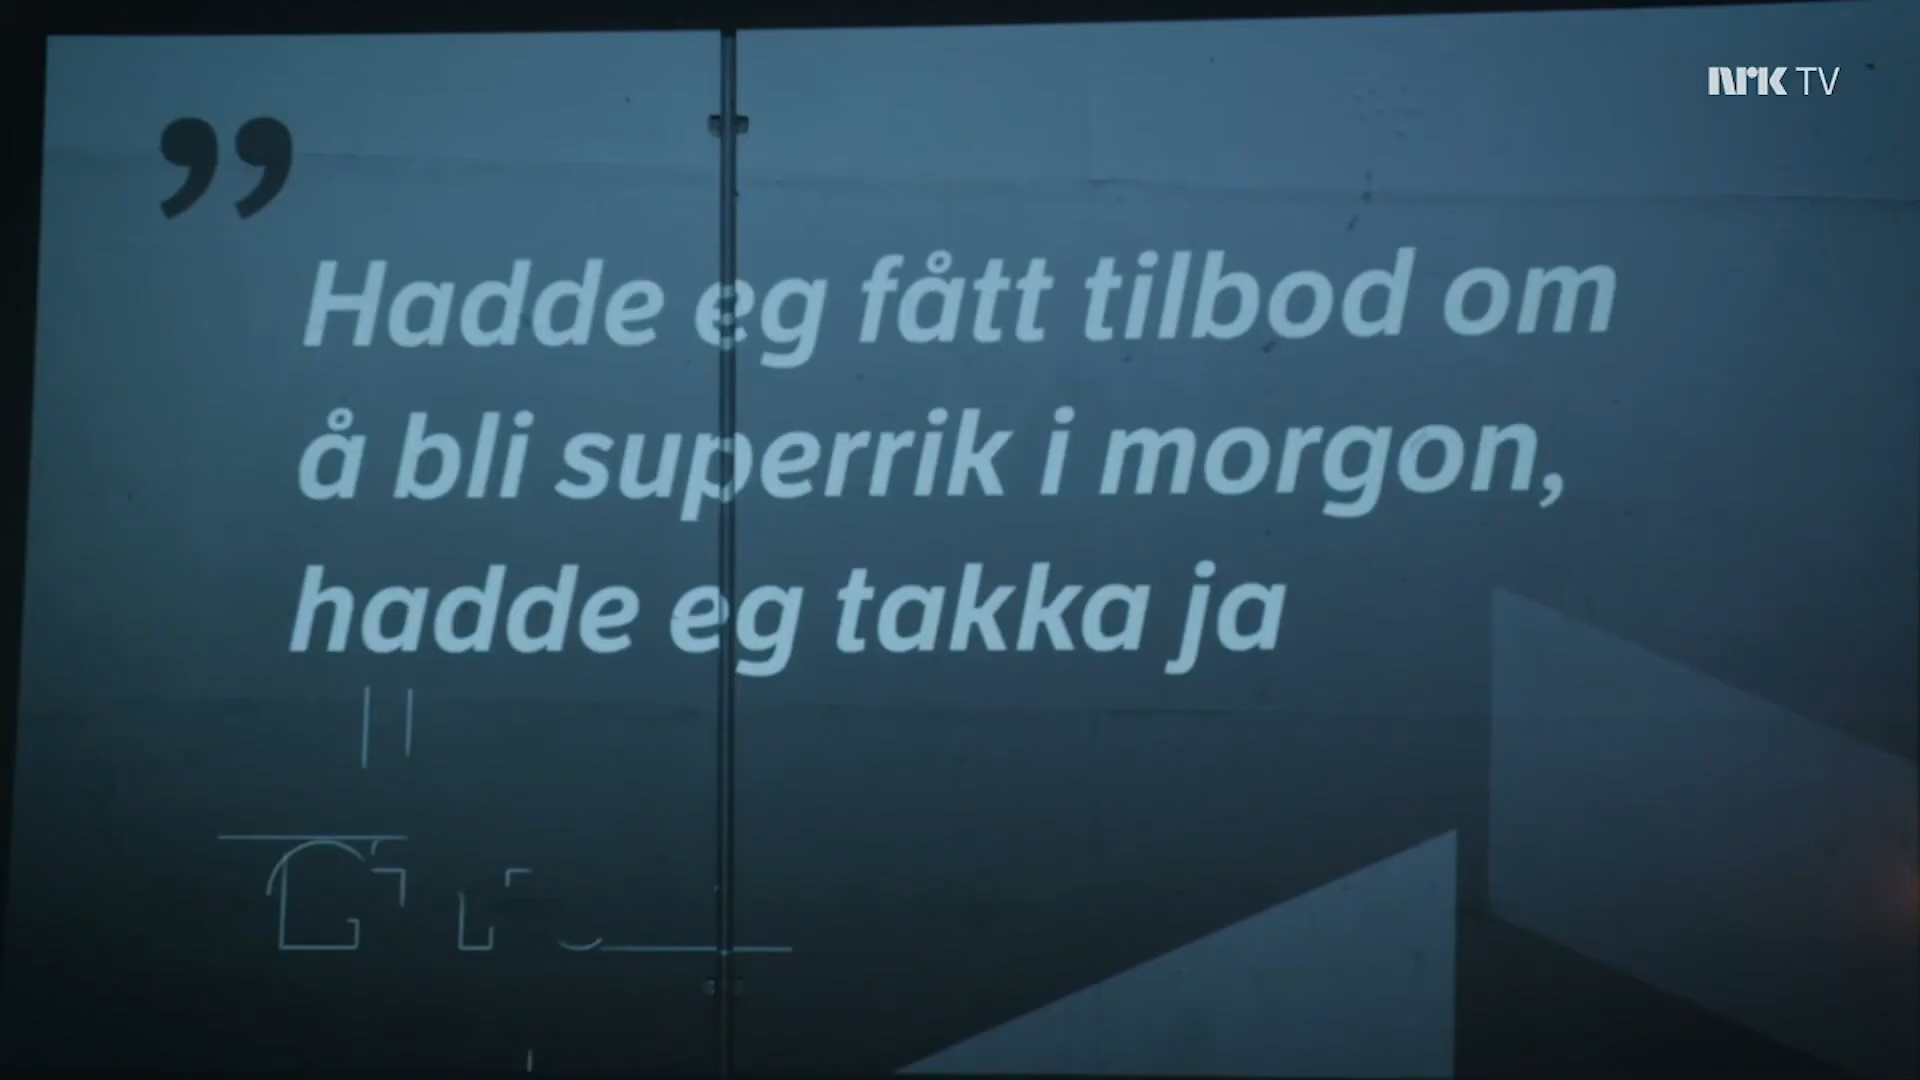 NRK TV
”
Hadde eg fått tilbod om
å bli superrik i morgon,
hadde eg takka ja